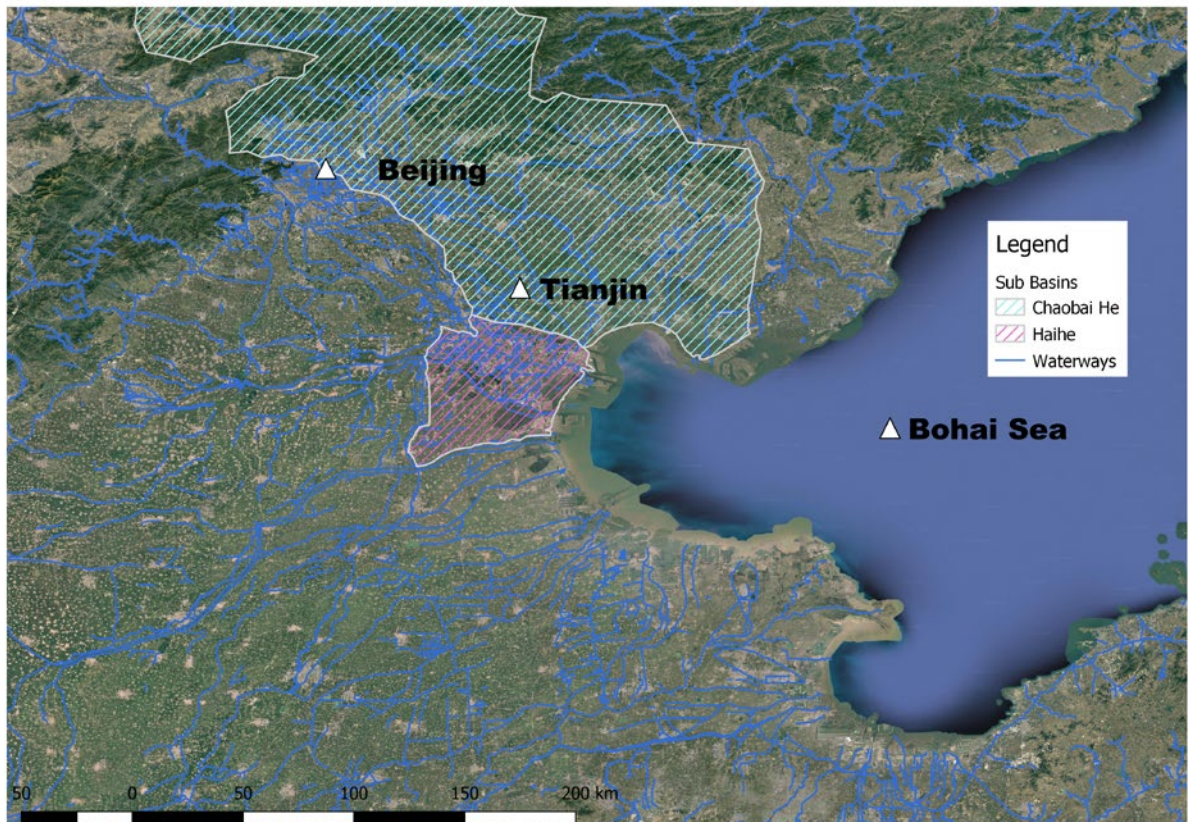 Beijing
Tianjin
Legend
Sub Basins
Chaobai He
Haihe
Waterways
Bohai Sea
50 0 50 100 150 200 km